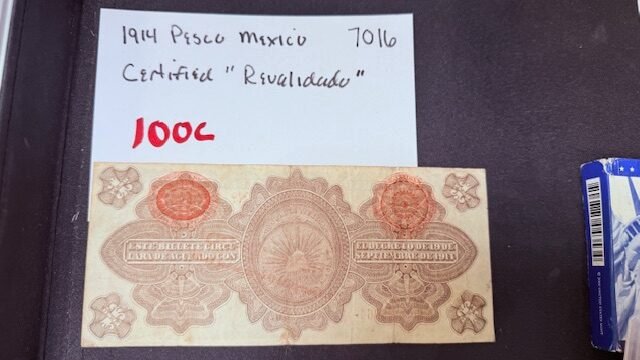 1914 Pesco Mexico 7016
Certified "Revalidado"
100c
ESTE BILLETE CIRCU
LARA DE ACUERDO CON
EL DECRETO DE 19 DE
SEPTIEMBRE DE 1914